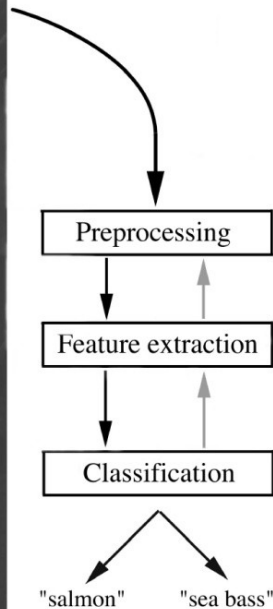 Preprocessing
Feature extraction
Classification
"salmon" "sea bass"